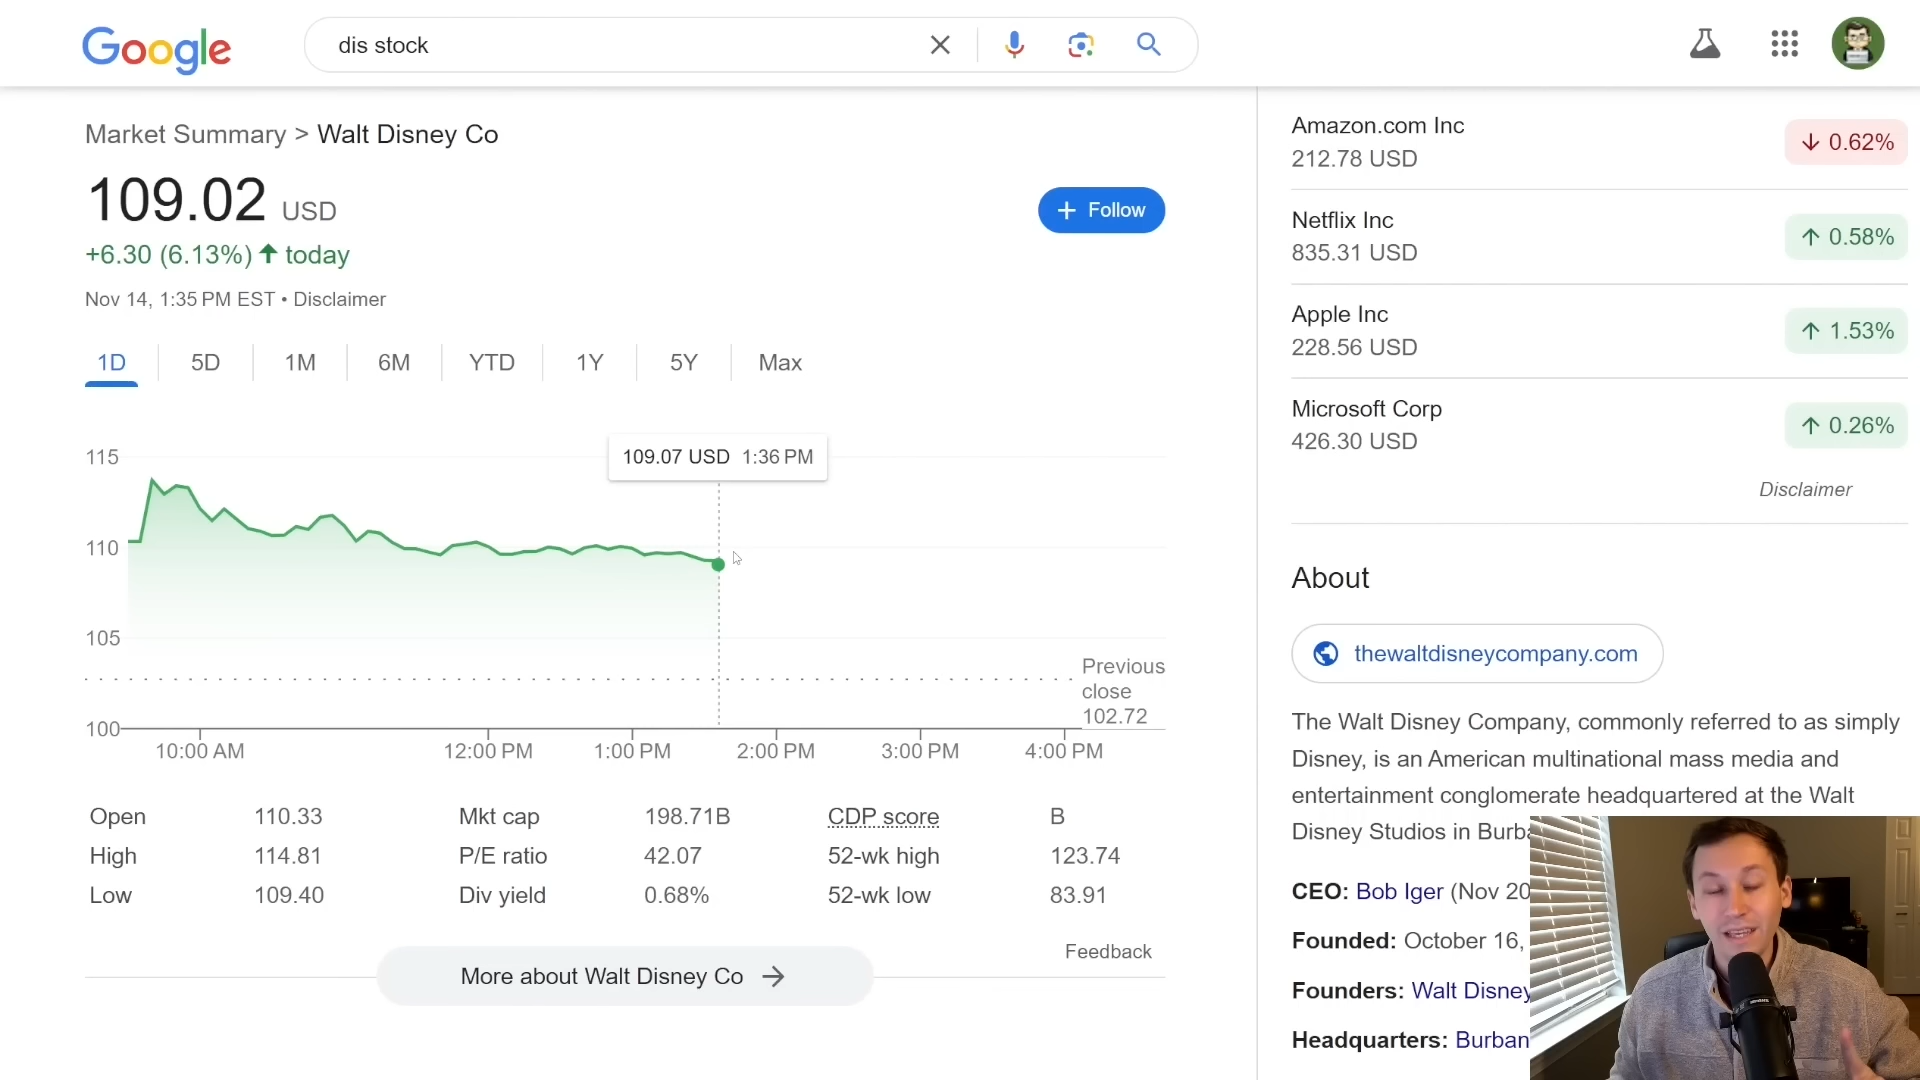 Google
dis stock
Market Summary > Walt Disney Co
109.02 USD
+6.30 (6.13%) ↑ today
Nov 14, 1:35 PM EST • Disclaimer
+ Follow
1D
5D
1M
6M
YTD
1Y
5Y
Max
109.07 USD 1:36 PM
115
110
105
100
Previous
close
102.72
10:00 AM
12:00 PM
1:00 PM
2:00 PM
3:00 PM
4:00 PM
Open 110.33 Mkt cap 198.71B CDP score B
High 114.81 P/E ratio 42.07 52-wk high 123.74
Low 109.40 Div yield 0.68% 52-wk low 83.91
Feedback
More about Walt Disney Co →
Amazon.com Inc
212.78 USD
↓ 0.62%
Netflix Inc
835.31 USD
↑ 0.58%
Apple Inc
228.56 USD
↑ 1.53%
Microsoft Corp
426.30 USD
↑ 0.26%
Disclaimer
About
thewaltdisneycompany.com
The Walt Disney Company, commonly referred to as simply
Disney, is an American multinational mass media and
entertainment conglomerate headquartered at the Walt
Disney Studios in Burba
CEO: Bob Iger (Nov 20
Founded: October 16,
Founders: Walt Disney
Headquarters: Burban